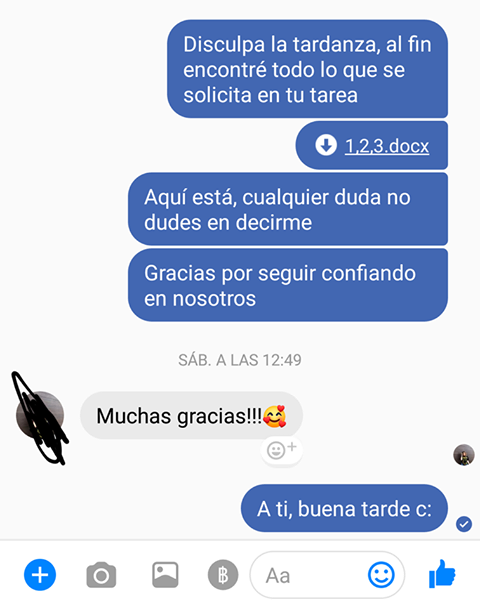 Disculpa la tardanza, al fin
encontré todo lo que se
solicita en tu tarea
1,2,3.docx
Aquí está, cualquier duda no
dudes en decirme
Gracias por seguir confiando
en nosotros
SÁB. A LAS 12:49
Muchas gracias!!!🥰
A ti, buena tarde c:
Aa